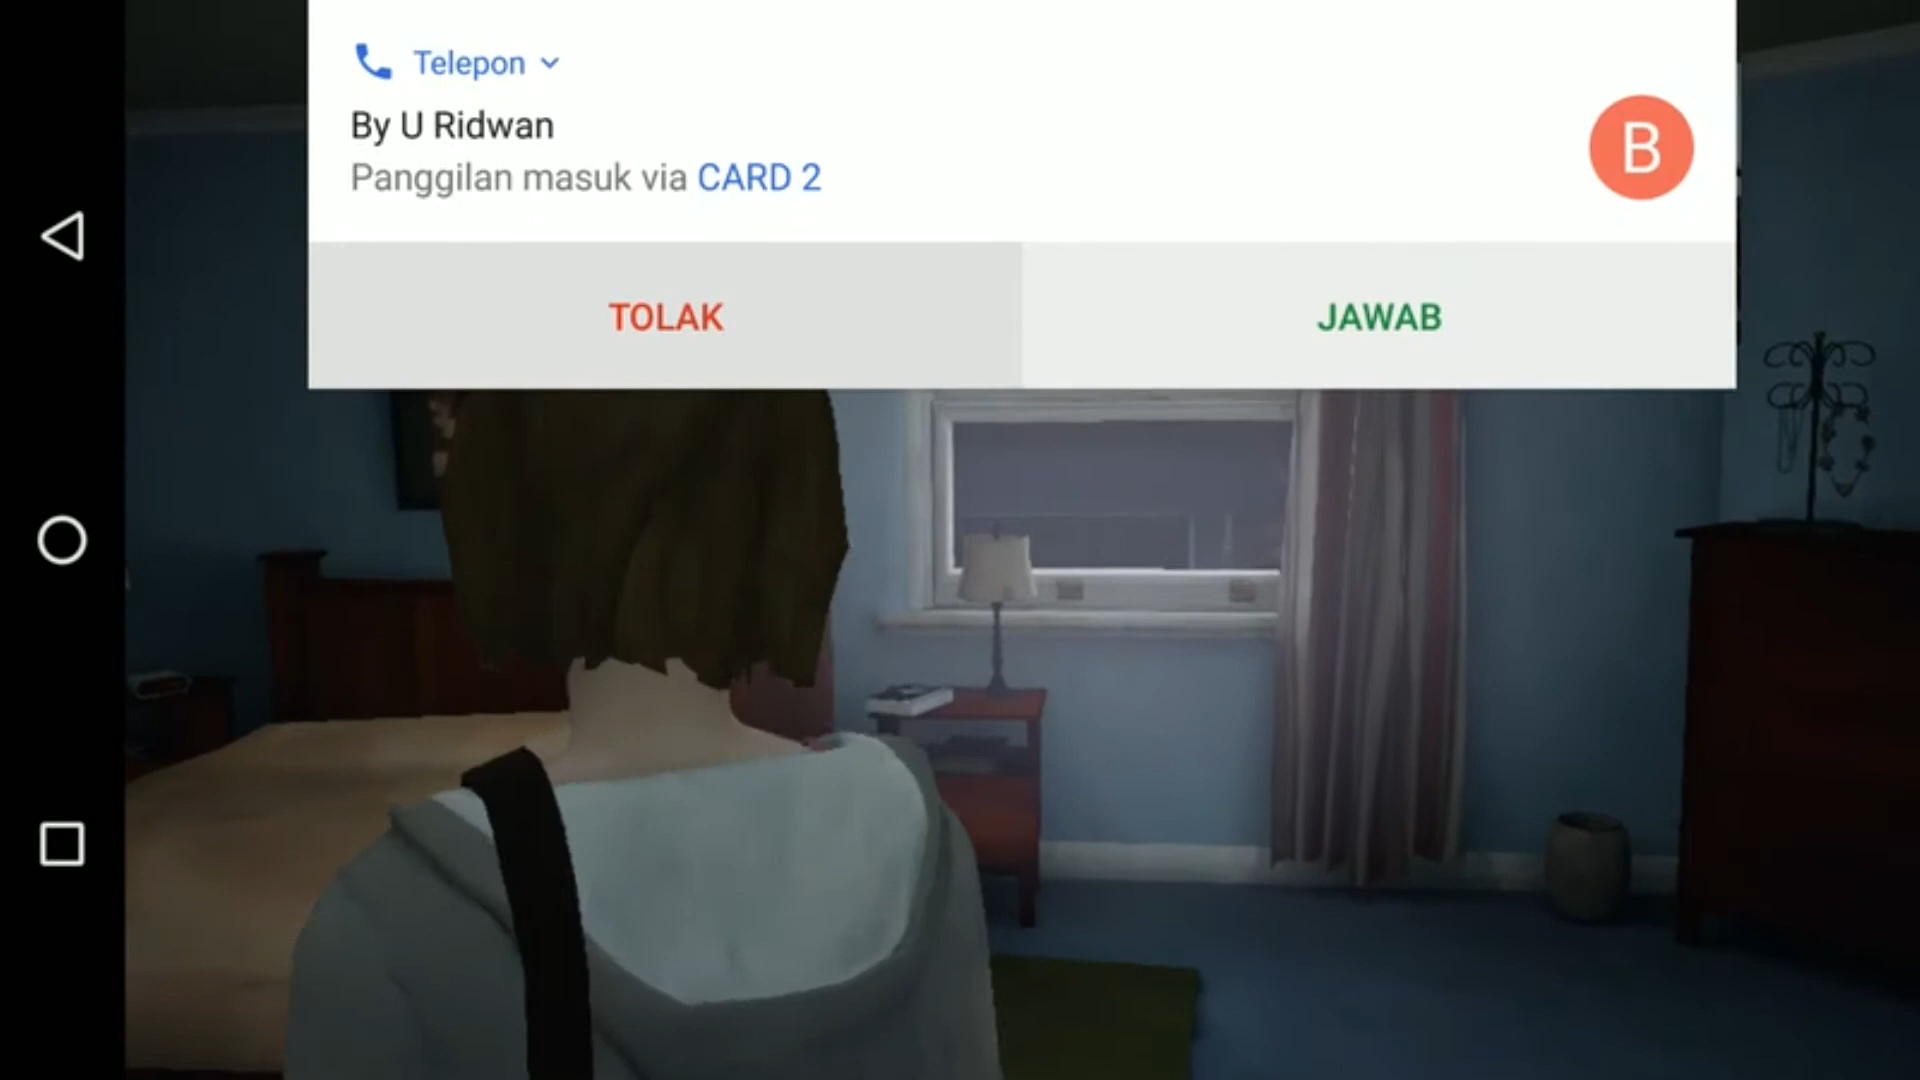 Telepon
By U Ridwan
Panggilan masuk via CARD 2
B
TOLAK
JAWAB